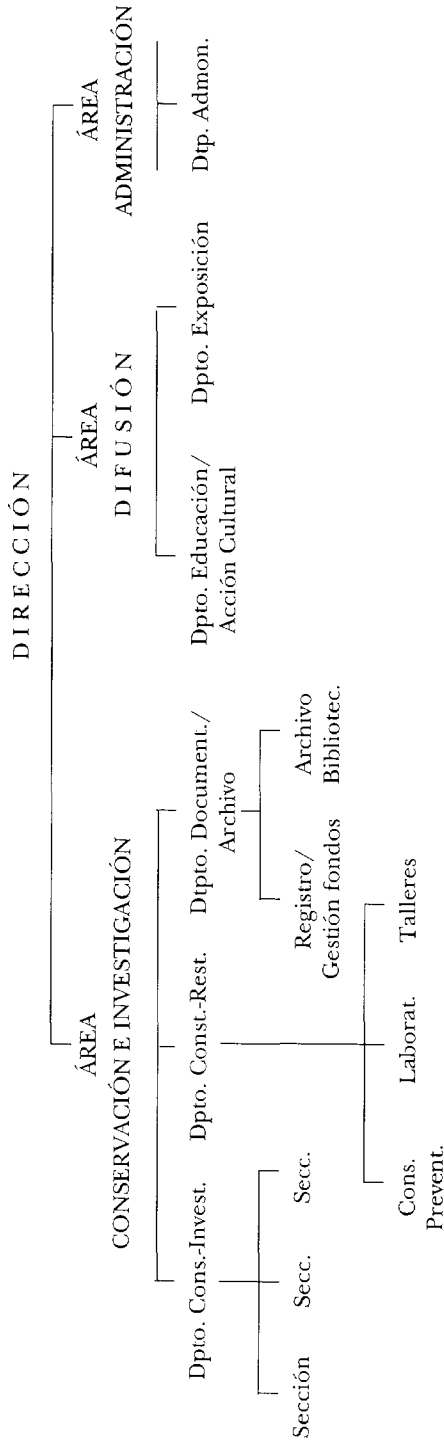 DIRECCIÓN
ÁREA
CONSERVACIÓN E INVESTIGACIÓN
ÁREA
DIFUSIÓN
ÁREA
ADMINISTRACIÓN
Dpto. Cons.-Invest.
Dpto. Const.-Rest.
Dtpto. Document./
Archivo
Dpto. Educación/
Acción Cultural
Dpto. Exposición
Dtp. Admon.
Sección
Secc.
Secc.
Registro/
Gestión fondos
Archivo
Bibliotec.
Cons.
Prevent.
Laborat.
Talleres